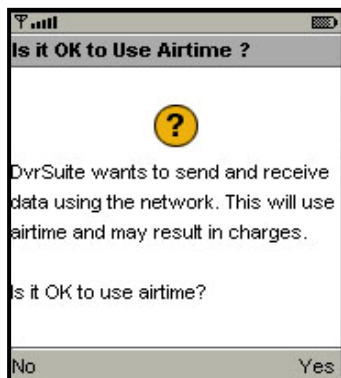 Is it OK to Use Airtime ?
?
DvrSuite wants to send and receive
data using the network. This will use
airtime and may result in charges.
Is it OK to use airtime?
No Yes